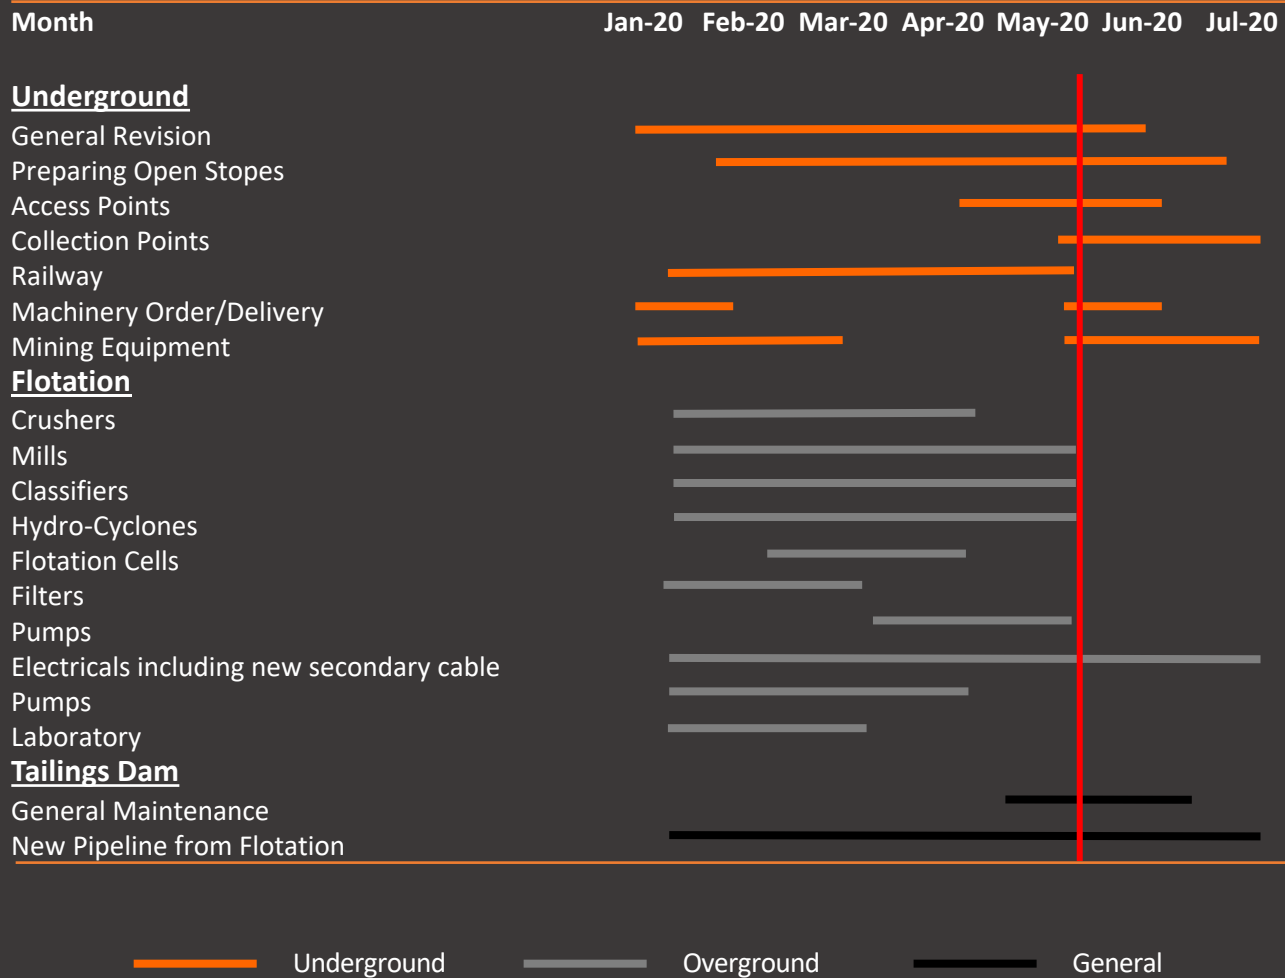 Month Jan-20 Feb-20 Mar-20 Apr-20 May-20 Jun-20 Jul-20
Underground
General Revision
Preparing Open Stopes
Access Points
Collection Points
Railway
Machinery Order/Delivery
Mining Equipment
Flotation
Crushers
Mills
Classifiers
Hydro-Cyclones
Flotation Cells
Filters
Pumps
Electricals including new secondary cable
Pumps
Laboratory
Tailings Dam
General Maintenance
New Pipeline from Flotation
Underground Overground General